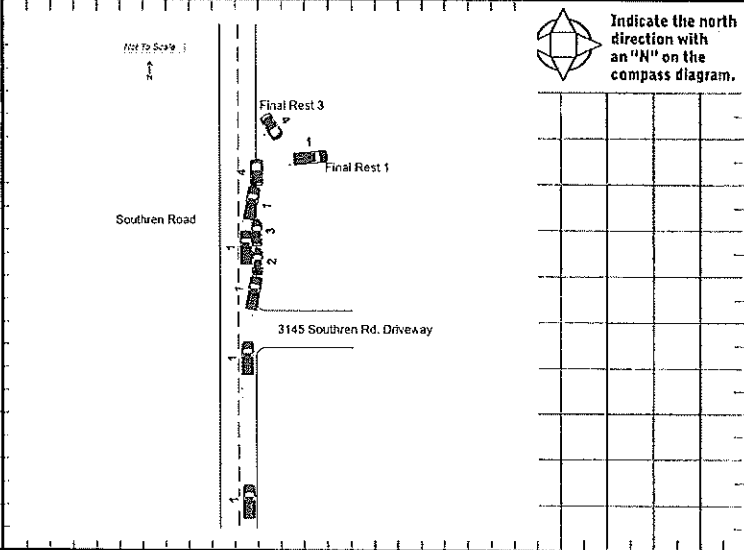 Indicate the north
direction with
an "N" on the
compass diagram.
Not To Scale
N
Final Rest 3
4
1
Final Rest 1
4
1
Southren Road
3
1
2
1
3145 Southren Rd. Driveway
1
1